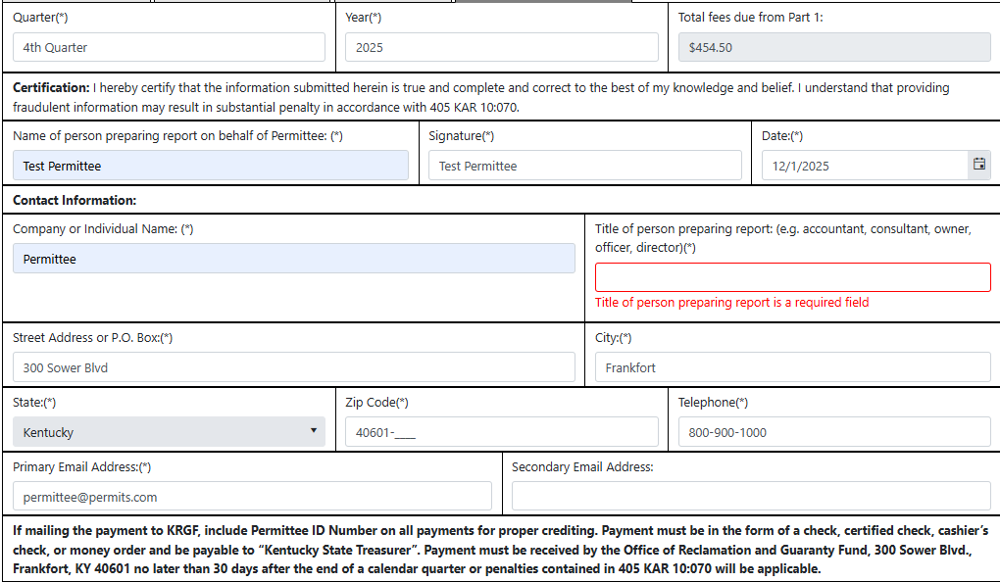 Quarter(*)
Year(*)
Total fees due from Part 1:
4th Quarter
2025
$454.50
Certification: I hereby certify that the information submitted herein is true and complete and correct to the best of my knowledge and belief. I understand that providing
fraudulent information may result in substantial penalty in accordance with 405 KAR 10:070.
Name of person preparing report on behalf of Permittee: (*)
Signature(*)
Date:(*)
Test Permittee
Test Permittee
12/1/2025
Contact Information:
Company or Individual Name: (*)
Permittee
Title of person preparing report: (e.g. accountant, consultant, owner,
officer, director)(*)
Title of person preparing report is a required field
Street Address or P.O. Box:(*)
City:(*)
300 Sower Blvd
Frankfort
State:(*)
Zip Code(*)
Telephone(*)
Kentucky
40601-____
800-900-1000
Primary Email Address:(*)
Secondary Email Address:
permittee@permits.com
If mailing the payment to KRGF, include Permittee ID Number on all payments for proper crediting. Payment must be in the form of a check, certified check, cashier’s
check, or money order and be payable to “Kentucky State Treasurer”. Payment must be received by the Office of Reclamation and Guaranty Fund, 300 Sower Blvd.,
Frankfort, KY 40601 no later than 30 days after the end of a calendar quarter or penalties contained in 405 KAR 10:070 will be applicable.